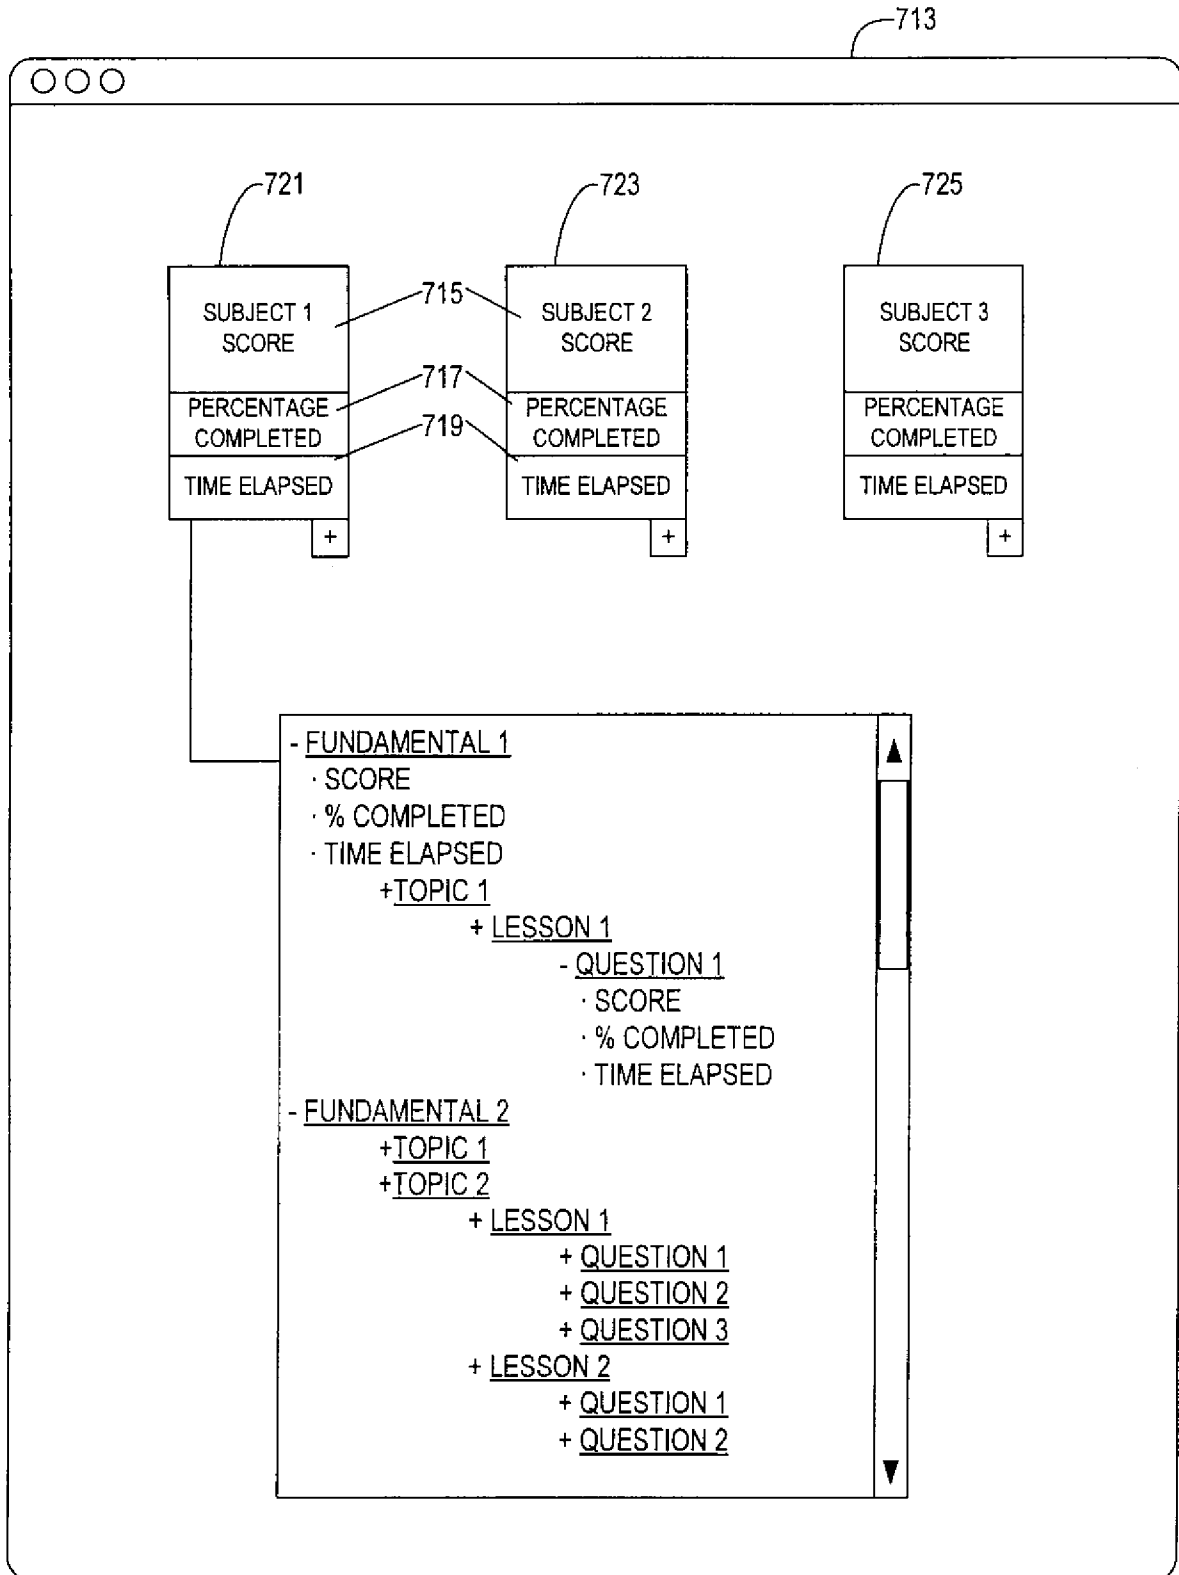 713
721
723
725
SUBJECT 1
SCORE
715
SUBJECT 2
SCORE
SUBJECT 3
SCORE
PERCENTAGE
COMPLETED
717
PERCENTAGE
COMPLETED
PERCENTAGE
COMPLETED
719
TIME ELAPSED
TIME ELAPSED
TIME ELAPSED
+
+
+
- FUNDAMENTAL 1
· SCORE
· % COMPLETED
· TIME ELAPSED
+TOPIC 1
+ LESSON 1
- QUESTION 1
· SCORE
· % COMPLETED
· TIME ELAPSED
- FUNDAMENTAL 2
+TOPIC 1
+TOPIC 2
+ LESSON 1
+ QUESTION 1
+ QUESTION 2
+ QUESTION 3
+ LESSON 2
+ QUESTION 1
+ QUESTION 2